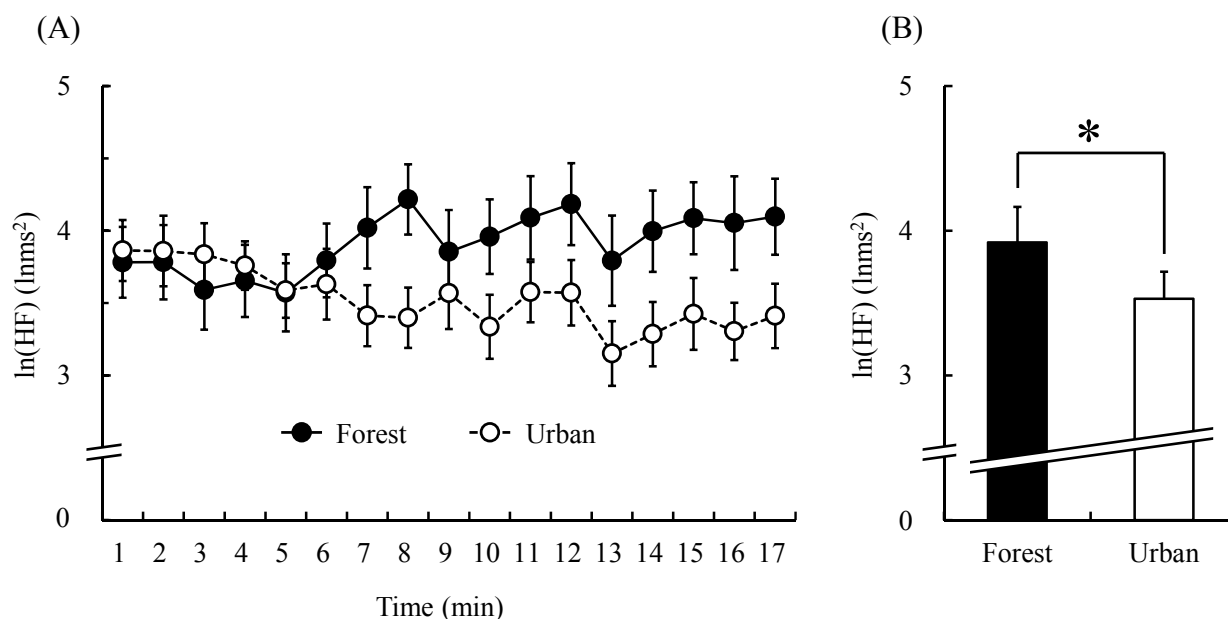 (A)
5
4
3
0
ln(HF) (lnms²)
Forest
Urban
1 2 3 4 5 6 7 8 9 10 11 12 13 14 15 16 17
Time (min)
(B)
5
4
3
0
ln(HF) (lnms²)
*
Forest Urban